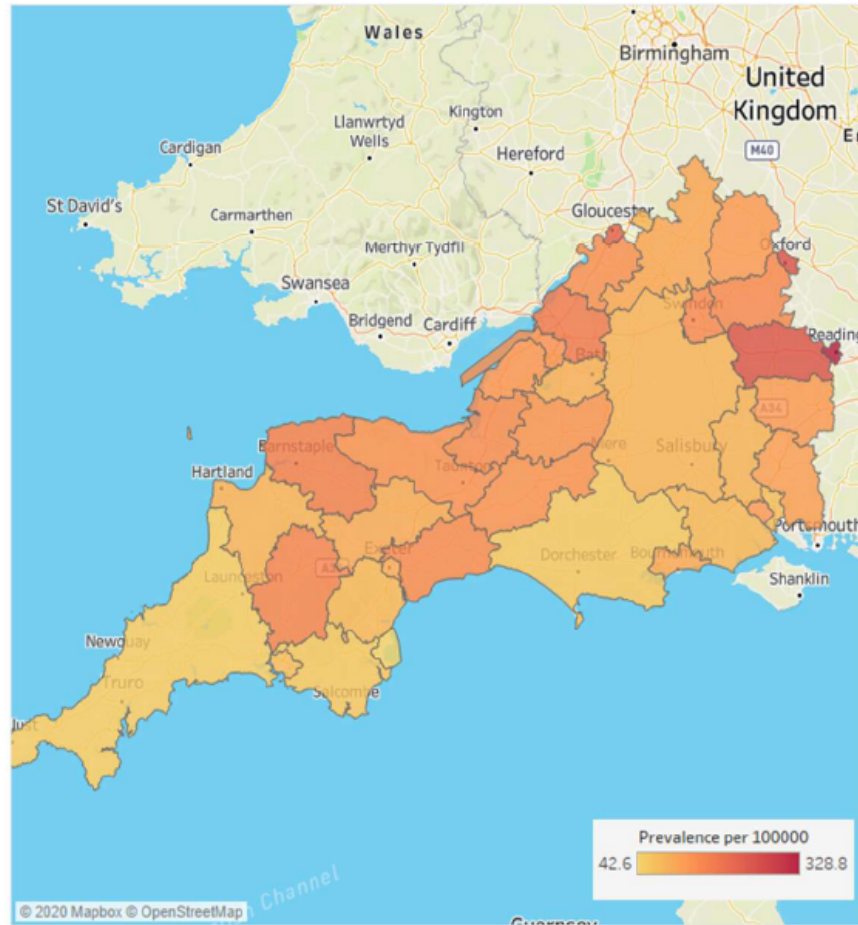 Wales
Birmingham
United
Kingdom
Kington
Llanwrtyd
Wells
M40
Cardigan
Hereford
St David's
Gloucester
Carmarthen
Merthyr Tydfil
Oxford
Swansea
Swindon
Bridgend
Cardiff
Reading
Bath
A34
Barnstaple
Mere
Salisbury
Hartland
Taunton
Portsmouth
Exeter
Dorchester
Bournemouth
Launceston
Shanklin
Newquay
Truro
Salcombe
Prevalence per 100000
42.6
328.8
Channel
© 2020 Mapbox © OpenStreetMap
Guernsey